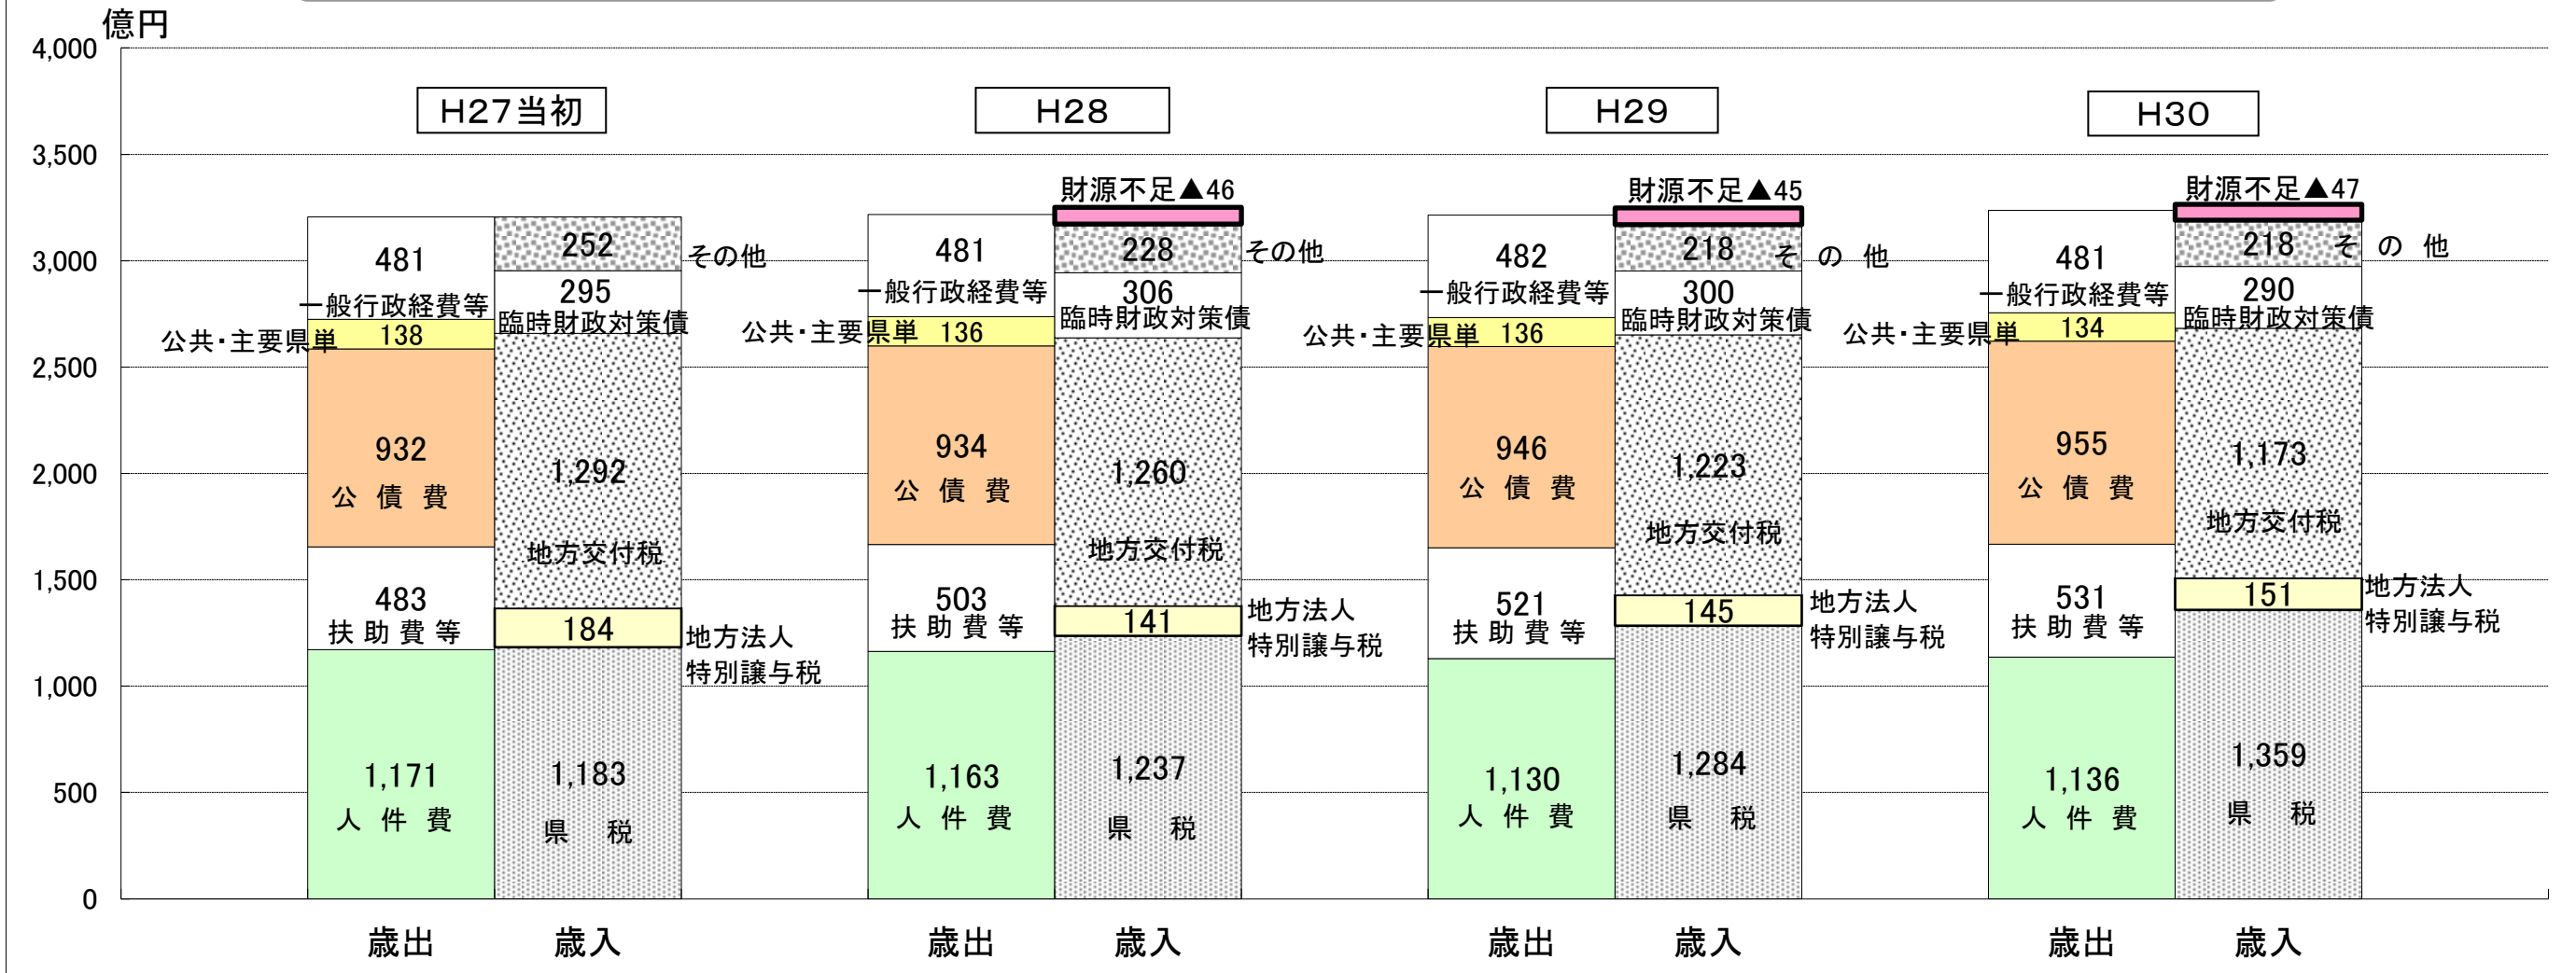 億円
4,000
3,500
3,000
2,500
2,000
1,500
1,000
500
0
H27当初
481
一般行政経費等
公共・主要県単 138
932
公債費
483
扶助費等
1,171
人件費
252 その他
295
臨時財政対策債
1,292
地方交付税
184
地方法人
特別譲与税
1,183
県税
歳出 歳入
H28
481
一般行政経費等
公共・主要県単 136
934
公債費
503
扶助費等
1,163
人件費
財源不足▲46
228 その他
306
臨時財政対策債
1,260
地方交付税
141
地方法人
特別譲与税
1,237
県税
歳出 歳入
H29
482
一般行政経費等
公共・主要県単 136
946
公債費
521
扶助費等
1,130
人件費
財源不足▲45
218 その他
300
臨時財政対策債
1,223
地方交付税
145
地方法人
特別譲与税
1,284
県税
歳出 歳入
H30
481
一般行政経費等
公共・主要県単 134
955
公債費
531
扶助費等
1,136
人件費
財源不足▲47
218 その他
290
臨時財政対策債
1,173
地方交付税
151
地方法人
特別譲与税
1,359
県税
歳出 歳入